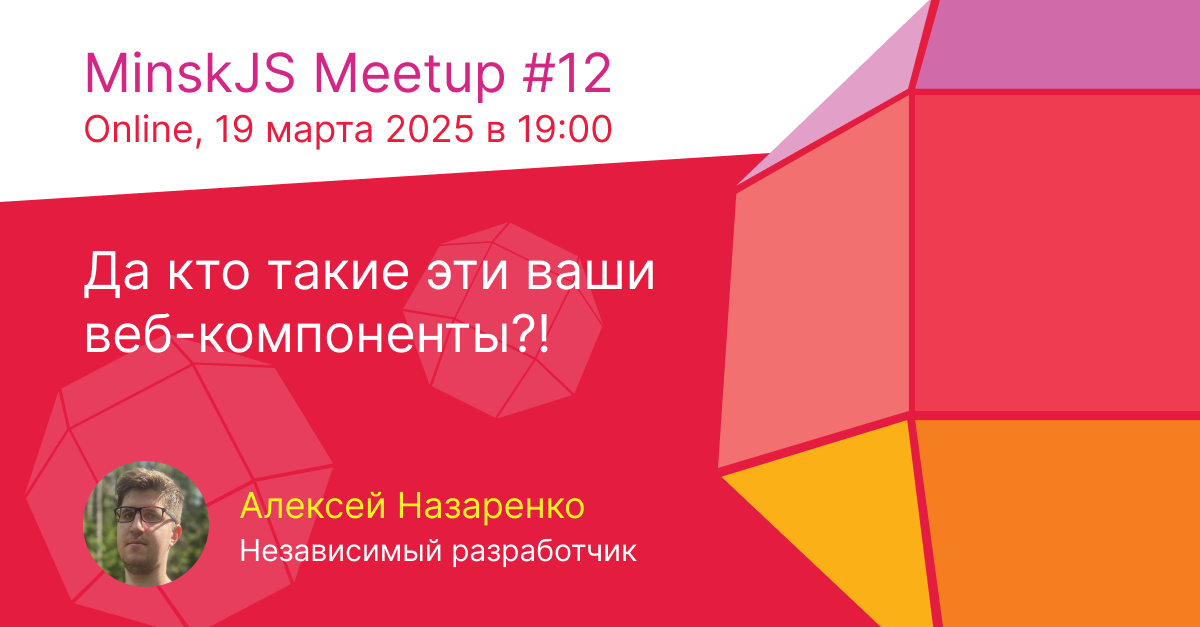 MinskJS Meetup #12
Online, 19 марта 2025 в 19:00
Да кто такие эти ваши
веб-компоненты?!
Алексей Назаренко
Независимый разработчик